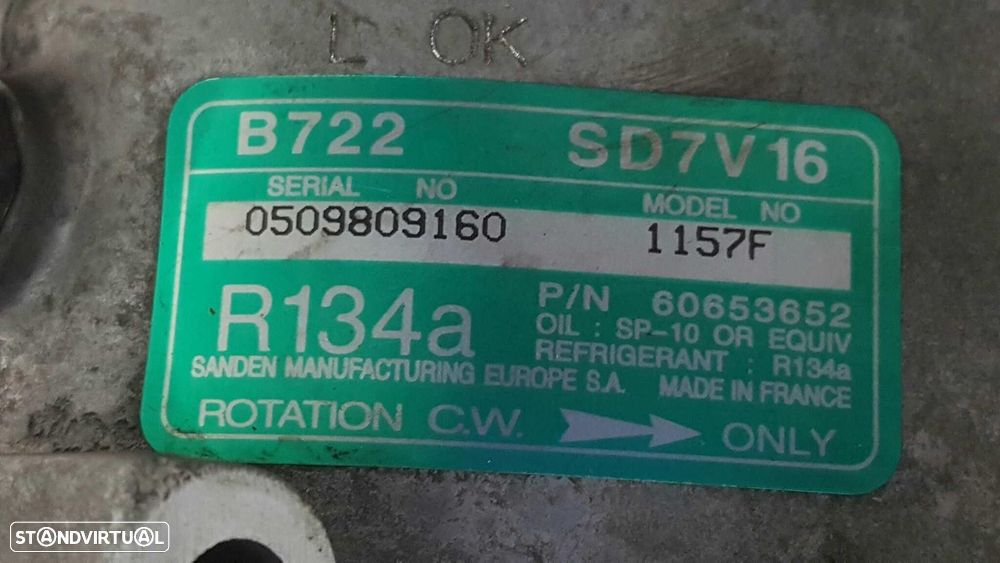 L OK
B722 SD7V16
SERIAL NO MODEL NO
0509809160 1157F
R134a
P/N 60653652
OIL : SP-10 OR EQUIV
REFRIGERANT : R134a
SANDEN MANUFACTURING EUROPE S.A. MADE IN FRANCE
ROTATION C.W. ONLY
STANDVIRTUAL